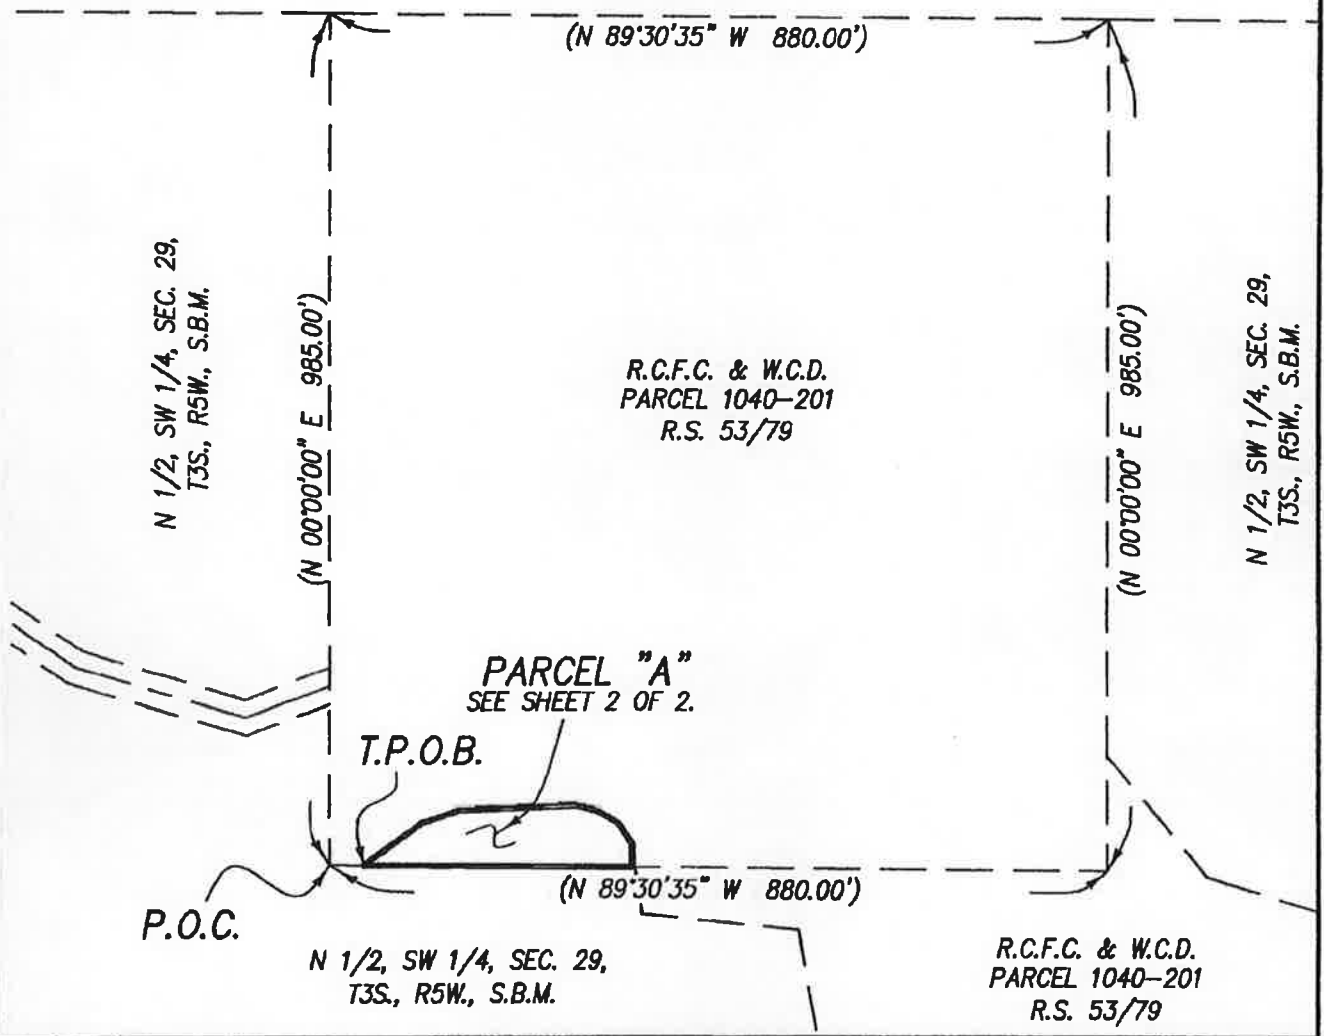 (N 89°30'35" W 880.00')
N 1/2, SW 1/4, SEC. 29,
T3S., R5W., S.B.M.
(N 00°00'00" E 985.00')
R.C.F.C. & W.C.D.
PARCEL 1040-201
R.S. 53/79
(N 00°00'00" E 985.00')
N 1/2, SW 1/4, SEC. 29,
T3S., R5W., S.B.M.
PARCEL "A"
SEE SHEET 2 OF 2.
T.P.O.B.
(N 89°30'35" W 880.00')
P.O.C.
N 1/2, SW 1/4, SEC. 29,
T3S., R5W., S.B.M.
R.C.F.C. & W.C.D.
PARCEL 1040-201
R.S. 53/79